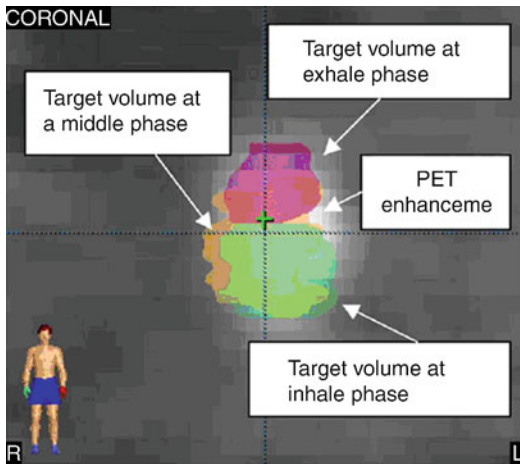 CORONAL
Target volume at
exhale phase
Target volume at
a middle phase
PET
enhanceme
Target volume at
inhale phase
R
L